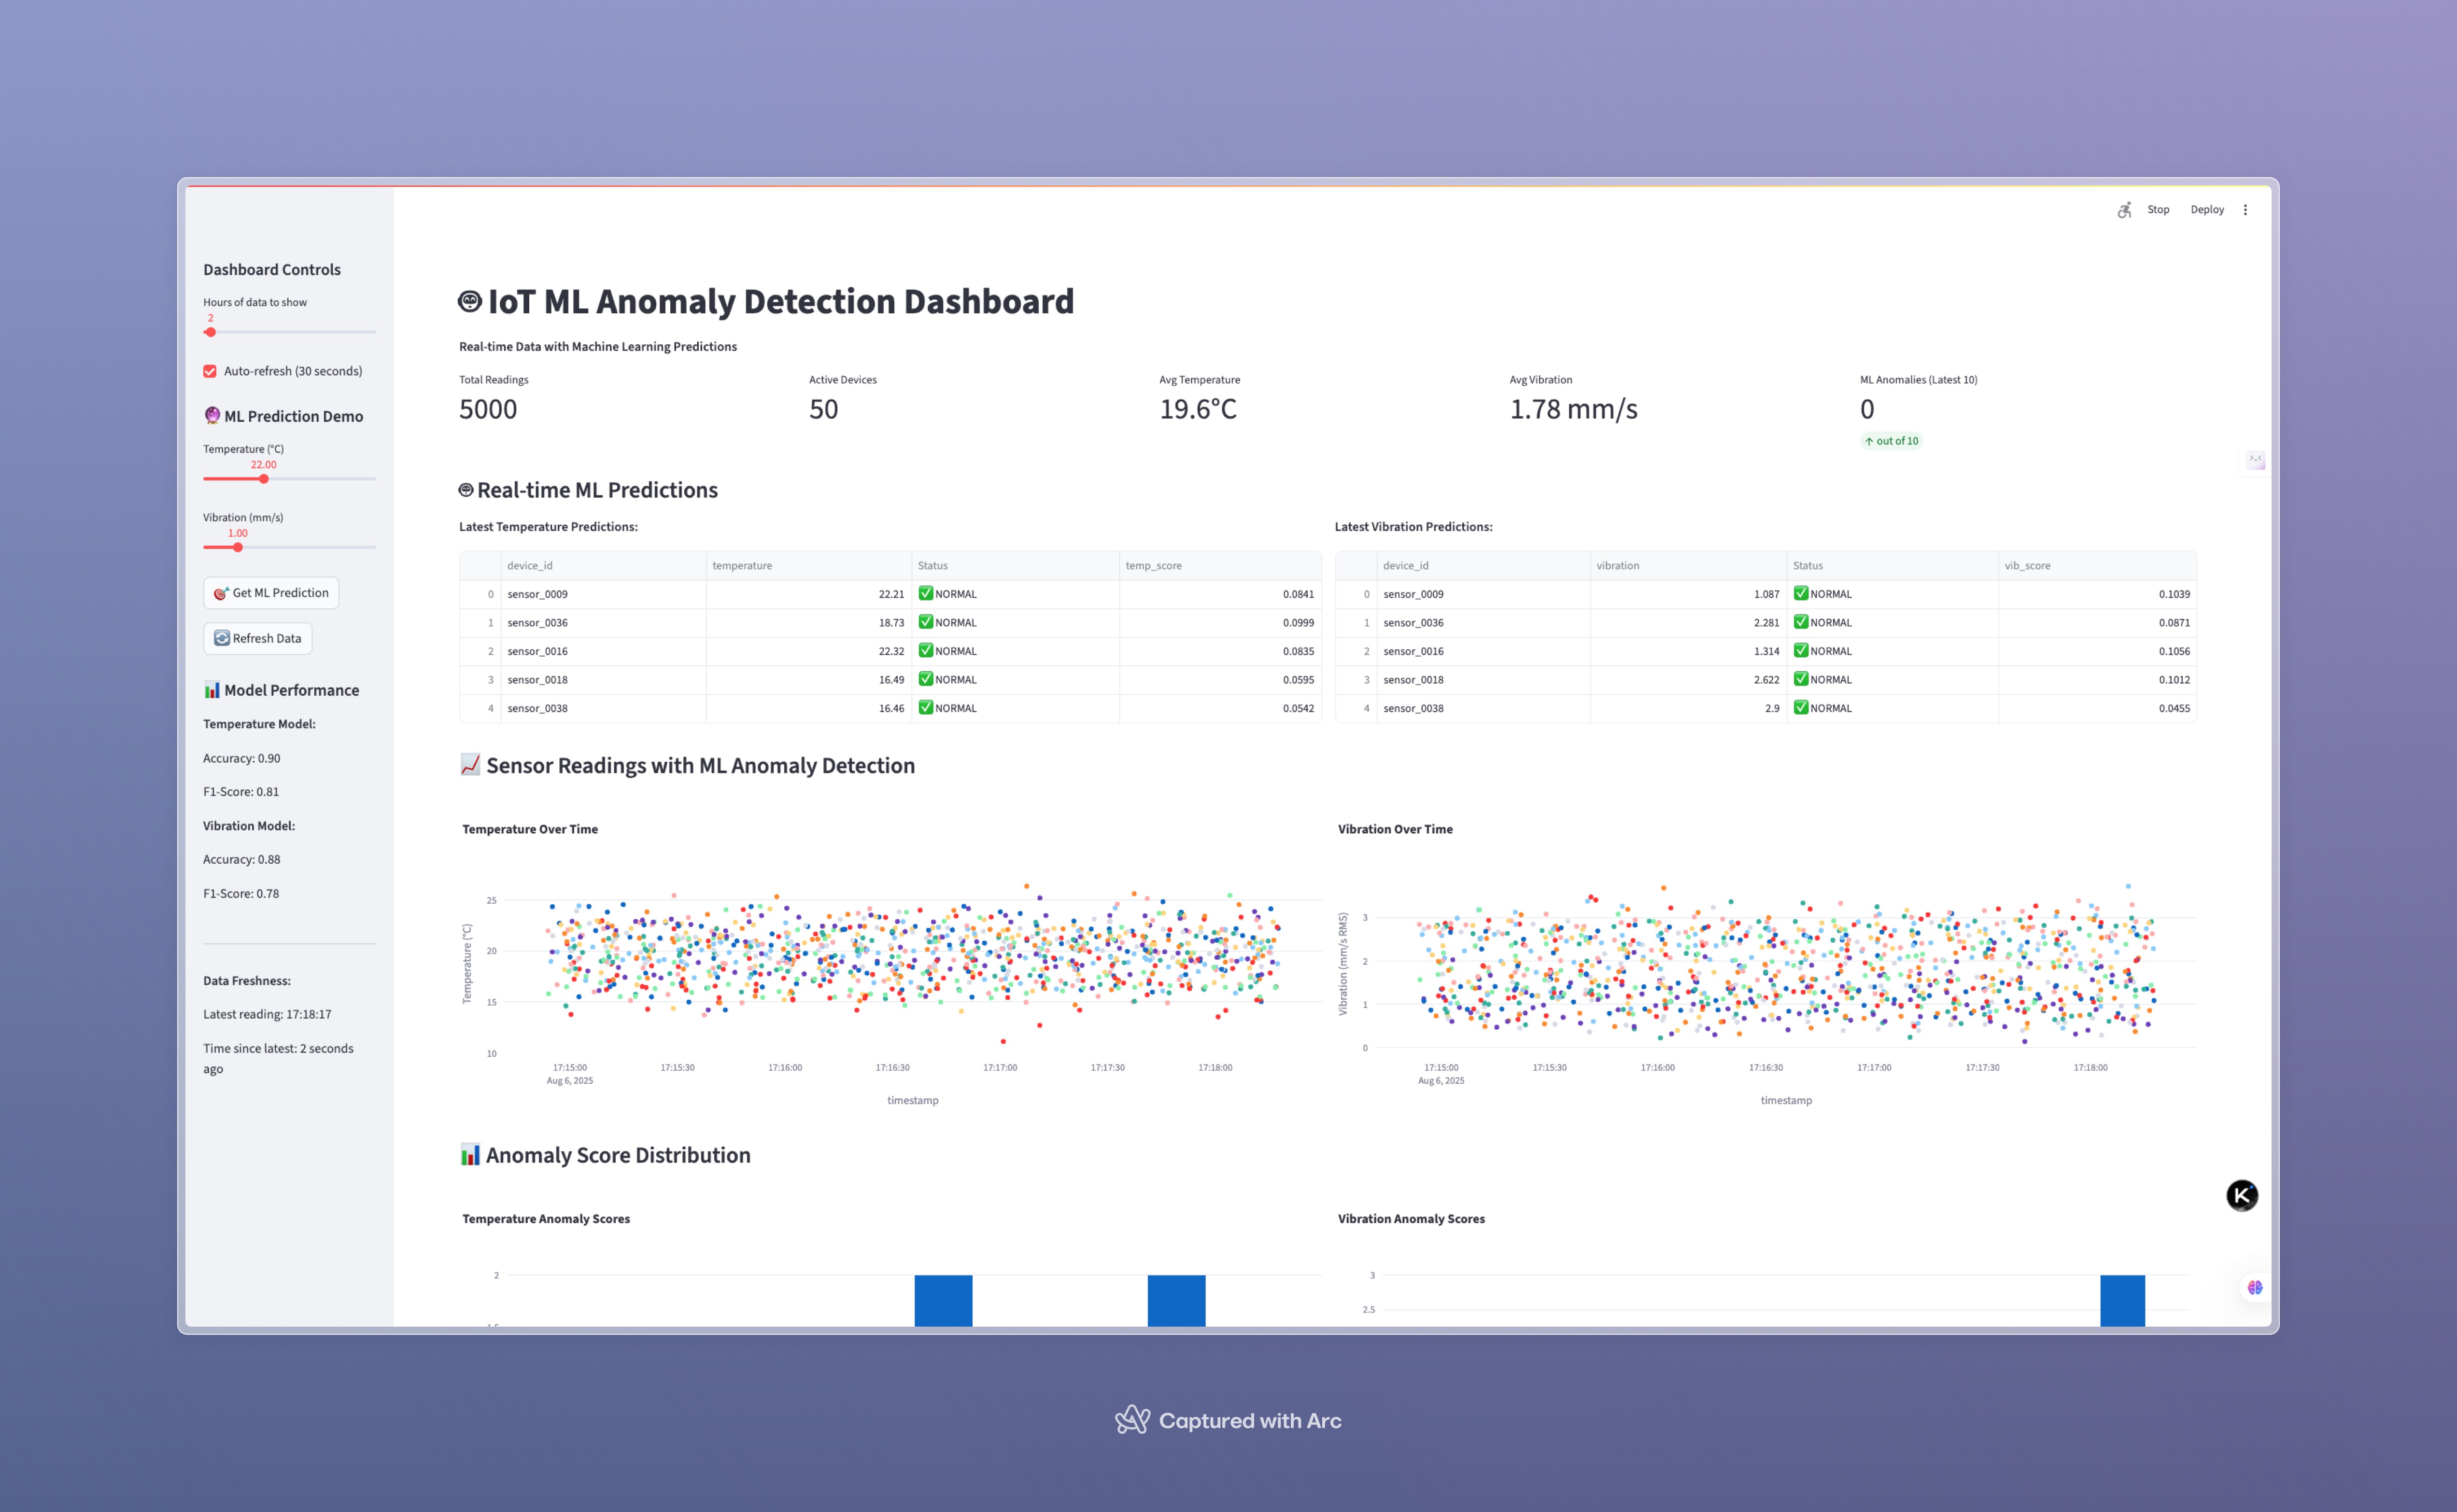 Stop Deploy
Dashboard Controls
Hours of data to show
2
Auto-refresh (30 seconds)
ML Prediction Demo
Temperature (°C)
22.00
Vibration (mm/s)
1.00
Get ML Prediction
Refresh Data
Model Performance
Temperature Model:
Accuracy: 0.90
F1-Score: 0.81
Vibration Model:
Accuracy: 0.88
F1-Score: 0.78
Data Freshness:
Latest reading: 17:18:17
Time since latest: 2 seconds
ago
IoT ML Anomaly Detection Dashboard
Real-time Data with Machine Learning Predictions
Total Readings Active Devices Avg Temperature Avg Vibration ML Anomalies (Latest 10)
5000 50 19.6°C 1.78 mm/s 0
↑ out of 10
Real-time ML Predictions
Latest Temperature Predictions:
device_id temperature Status temp_score
0 sensor_0009 22.21 ✅ NORMAL 0.0841
1 sensor_0036 18.73 ✅ NORMAL 0.0999
2 sensor_0016 22.32 ✅ NORMAL 0.0835
3 sensor_0018 16.49 ✅ NORMAL 0.0595
4 sensor_0038 16.46 ✅ NORMAL 0.0542
Latest Vibration Predictions:
device_id vibration Status vib_score
0 sensor_0009 1.087 ✅ NORMAL 0.1039
1 sensor_0036 2.281 ✅ NORMAL 0.0871
2 sensor_0016 1.314 ✅ NORMAL 0.1056
3 sensor_0018 2.622 ✅ NORMAL 0.1012
4 sensor_0038 2.9 ✅ NORMAL 0.0455
Sensor Readings with ML Anomaly Detection
Temperature Over Time
Temperature (°C)
25
20
15
10
17:15:00 17:15:30 17:16:00 17:16:30 17:17:00 17:17:30 17:18:00
Aug 6, 2025
timestamp
Vibration Over Time
Vibration (mm/s RMS)
3
2
1
0
17:15:00 17:15:30 17:16:00 17:16:30 17:17:00 17:17:30 17:18:00
Aug 6, 2025
timestamp
Anomaly Score Distribution
Temperature Anomaly Scores
2
Vibration Anomaly Scores
3
2.5
K
Captured with Arc